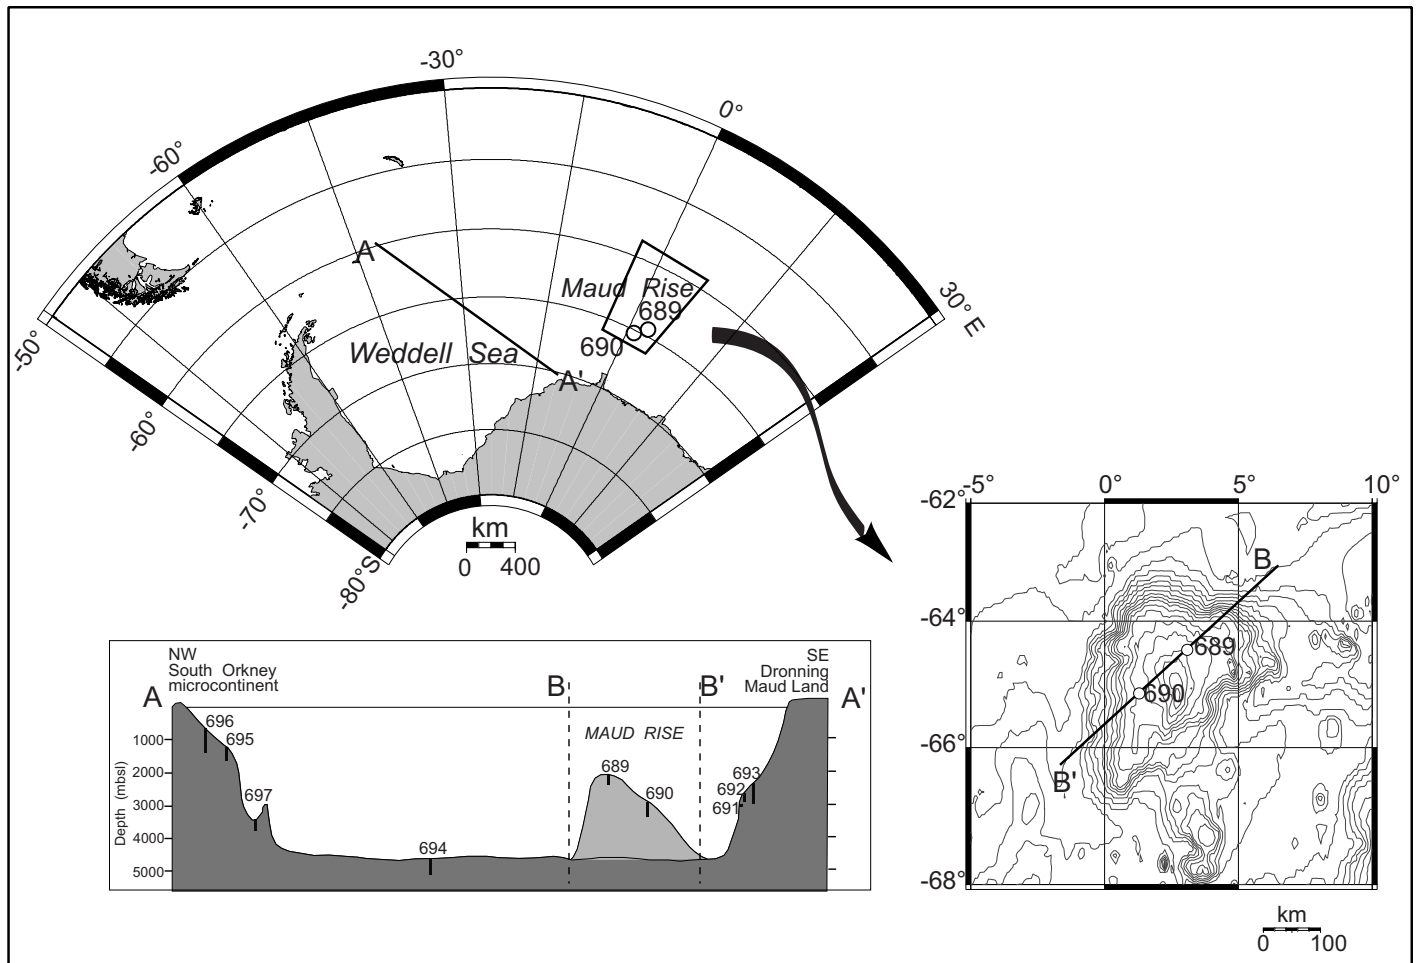 -30°
0°
-60°
30° E
A
Maud Rise
689
690
Weddell Sea
A'
-50°
-60°
-70°
-80°S
km
0 400
-5° 0° 5° 10°
-62°
B
-64°
689
690
-66°
B'
-68°
km
0 100
NW
South Orkney
microcontinent
SE
Dronning
Maud Land
A
B
B'
A'
MAUD RISE
696
695
697
694
689
690
693
692
691
Depth (mbsl)
1000
2000
3000
4000
5000